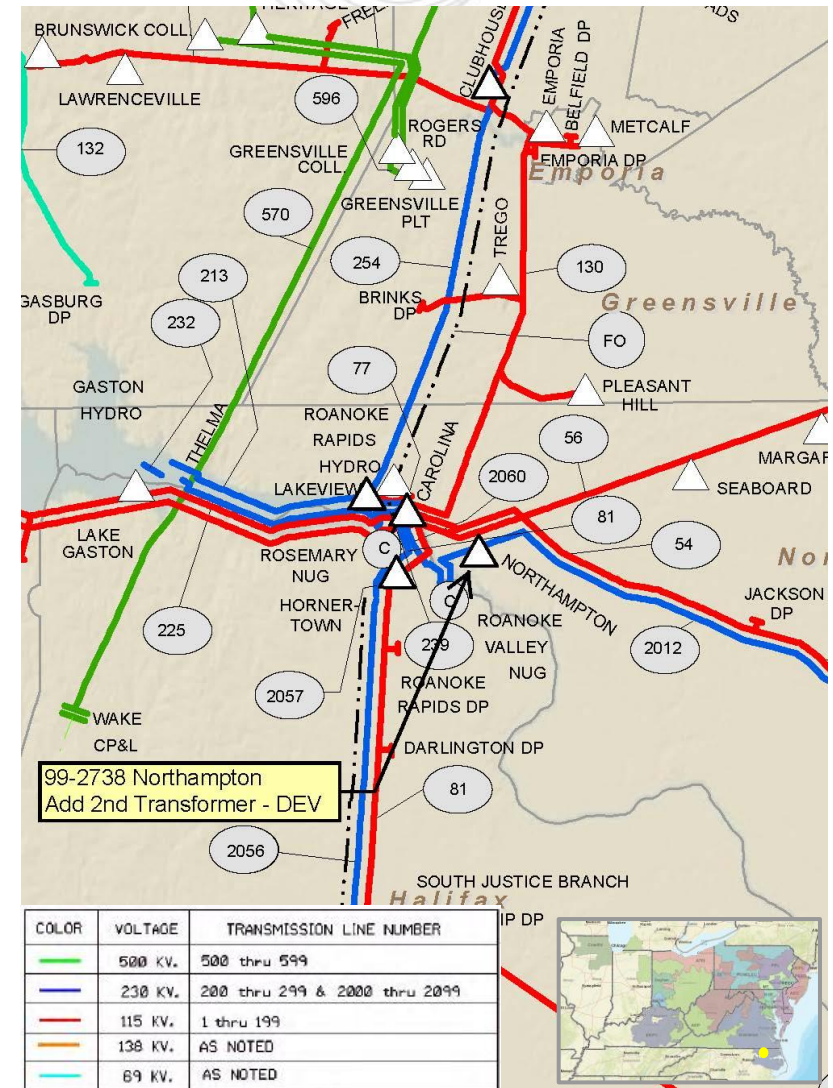 HERITAGE
FREE
ADS
BRUNSWICK COLL.
CLUBHOUSE
EMPORIA
BELFIELD DP
LAWRENCEVILLE
596
ROGERS
RD
METCALF
132
GREENSVILLE
COLL.
EMPORIA DP
Emporia
GREENSVILLE
PLT
570
TREGO
254
130
213
GASBURG
DP
BRINKS
DP
Greensville
232
FO
77
GASTON
HYDRO
THELMA
ROANOKE
RAPIDS
HYDRO
PLEASANT
HILL
CAROLINA
56
2060
MARGAR
LAKEVIEW
SEABOARD
81
LAKE
GASTON
ROSEMARY
NUG
C
54
Nor
NORTHAMPTON
HORNER-
TOWN
C
JACKSON
DP
225
ROANOKE
VALLEY
NUG
239
2012
2057
ROANOKE
RAPIDS DP
WAKE
CP&L
DARLINGTON DP
99-2738 Northampton
Add 2nd Transformer - DEV
81
2056
SOUTH JUSTICE BRANCH
Halifax
IP DP
COLOR VOLTAGE TRANSMISSION LINE NUMBER
500 KV. 500 thru 599
230 KV. 200 thru 299 & 2000 thru 2099
115 KV. 1 thru 199
138 KV. AS NOTED
69 KV. AS NOTED